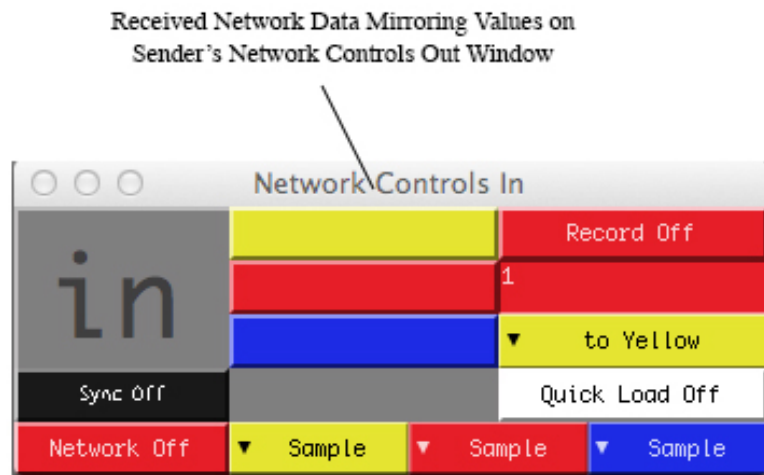 Received Network Data Mirroring Values on
Sender’s Network Controls Out Window
Network Controls In
in
Record Off
1
to Yellow
Sync Off
Quick Load Off
Network Off
Sample
Sample
Sample